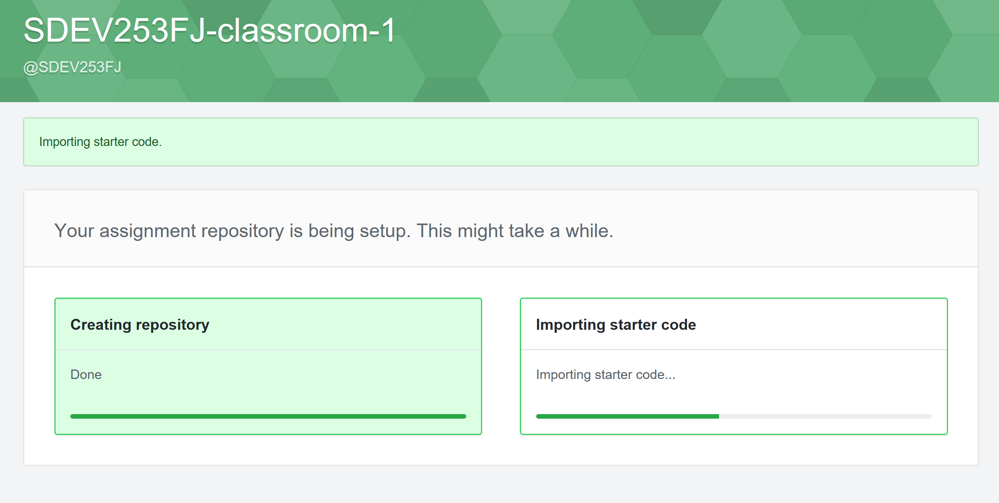 SDEV253FJ-classroom-1
@SDEV253FJ
Importing starter code.
Your assignment repository is being setup. This might take a while.
Creating repository
Done
Importing starter code
Importing starter code...